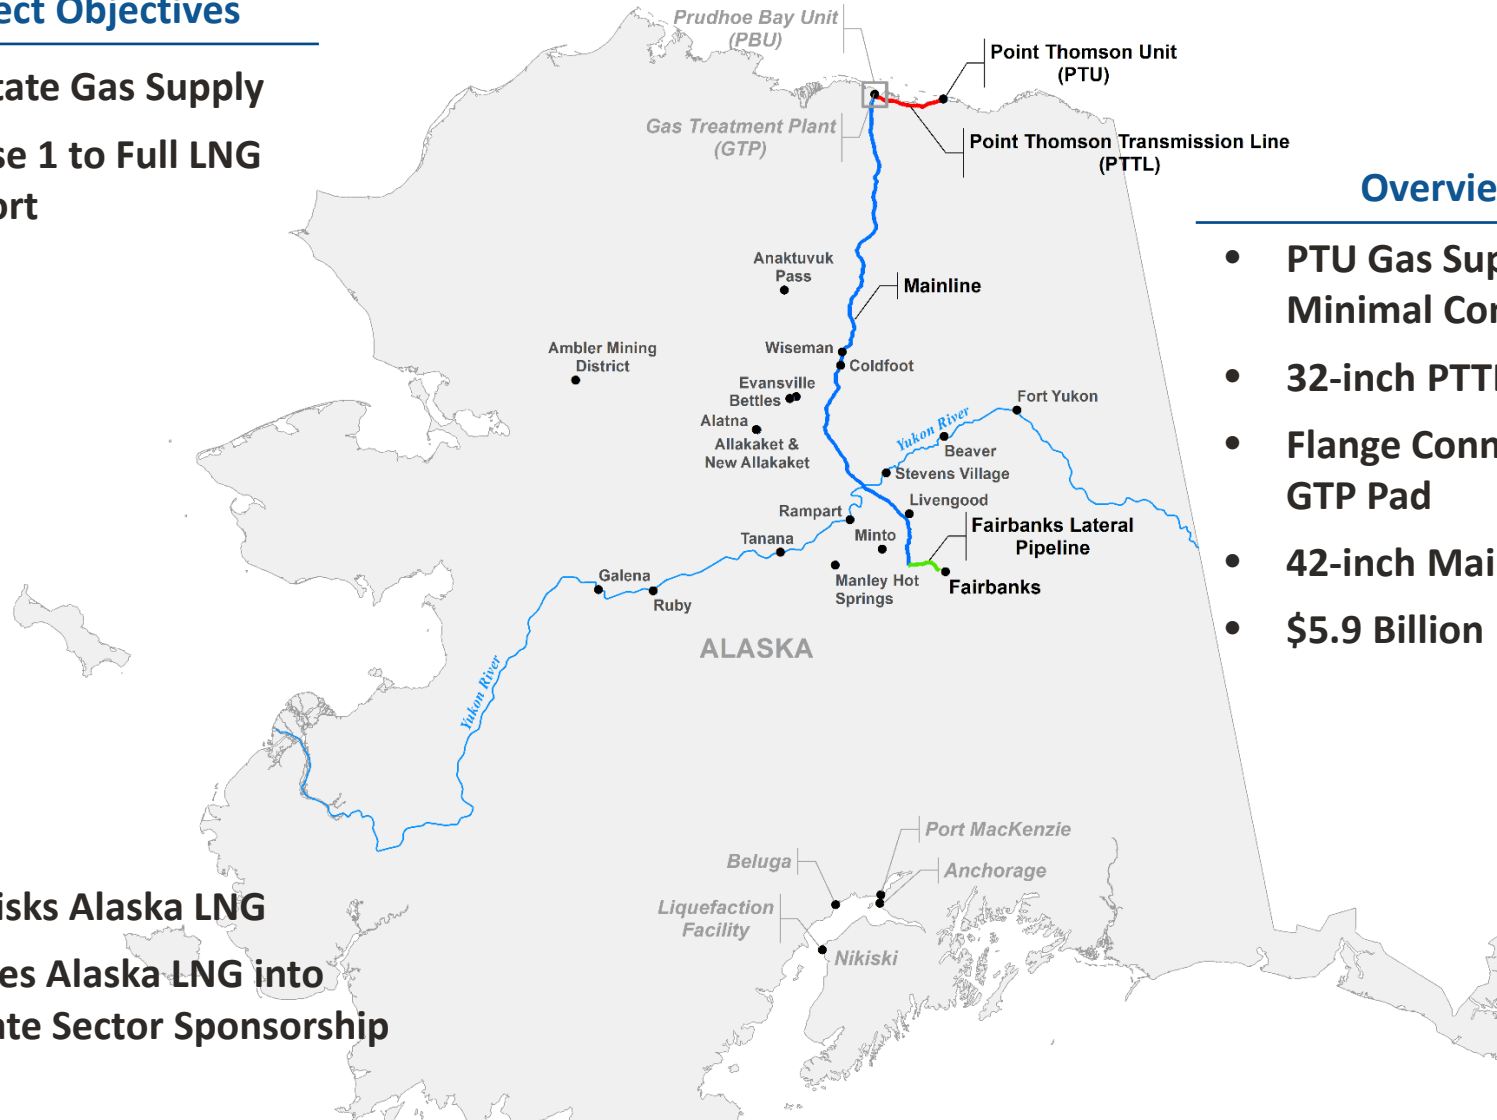 ect Objectives
tate Gas Supply
se 1 to Full LNG
ort
isks Alaska LNG
es Alaska LNG into
ate Sector Sponsorship
Prudhoe Bay Unit
(PBU)
Point Thomson Unit
(PTU)
Gas Treatment Plant
(GTP)
Point Thomson Transmission Line
(PTTL)
Anaktuvuk
Pass
Mainline
Wiseman
Coldfoot
Ambler Mining
District
Evansville
Bettles
Alatna
Allakaket &
New Allakaket
Fort Yukon
Yukon River
Beaver
Stevens Village
Livengood
Rampart
Minto
Tanana
Fairbanks Lateral
Pipeline
Manley Hot
Springs
Fairbanks
Galena
Ruby
ALASKA
Yukon River
Port MacKenzie
Beluga
Anchorage
Liquefaction
Facility
Nikiski
Overvie
• PTU Gas Sup
Minimal Cor
• 32-inch PTTL
• Flange Conn
GTP Pad
• 42-inch Mai
• $5.9 Billion